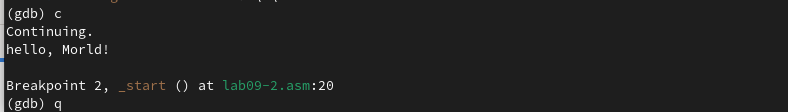 (gdb) c
Continuing.
hello, Morld!

Breakpoint 2, _start () at lab09-2.asm:20
(gdb) q